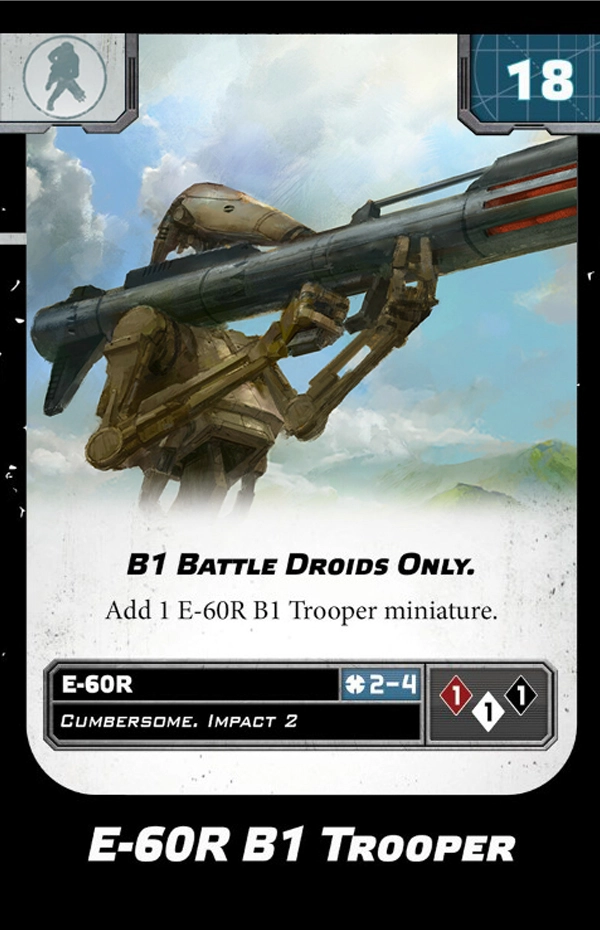 18
B1 Battle Droids Only.
Add 1 E-60R B1 Trooper miniature.
E-60R
2–4
Cumbersome. Impact 2
1
1
1
E-60R B1 Trooper